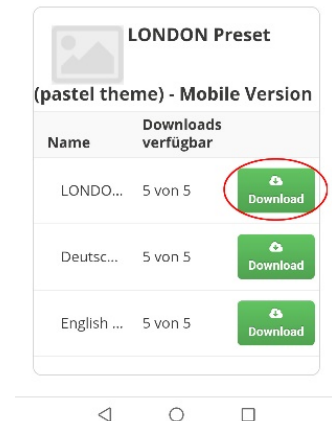 LONDON Preset
(pastel theme) - Mobile Version
Name Downloads verfügbar
LONDO... 5 von 5 Download
Deutsc... 5 von 5 Download
English ... 5 von 5 Download